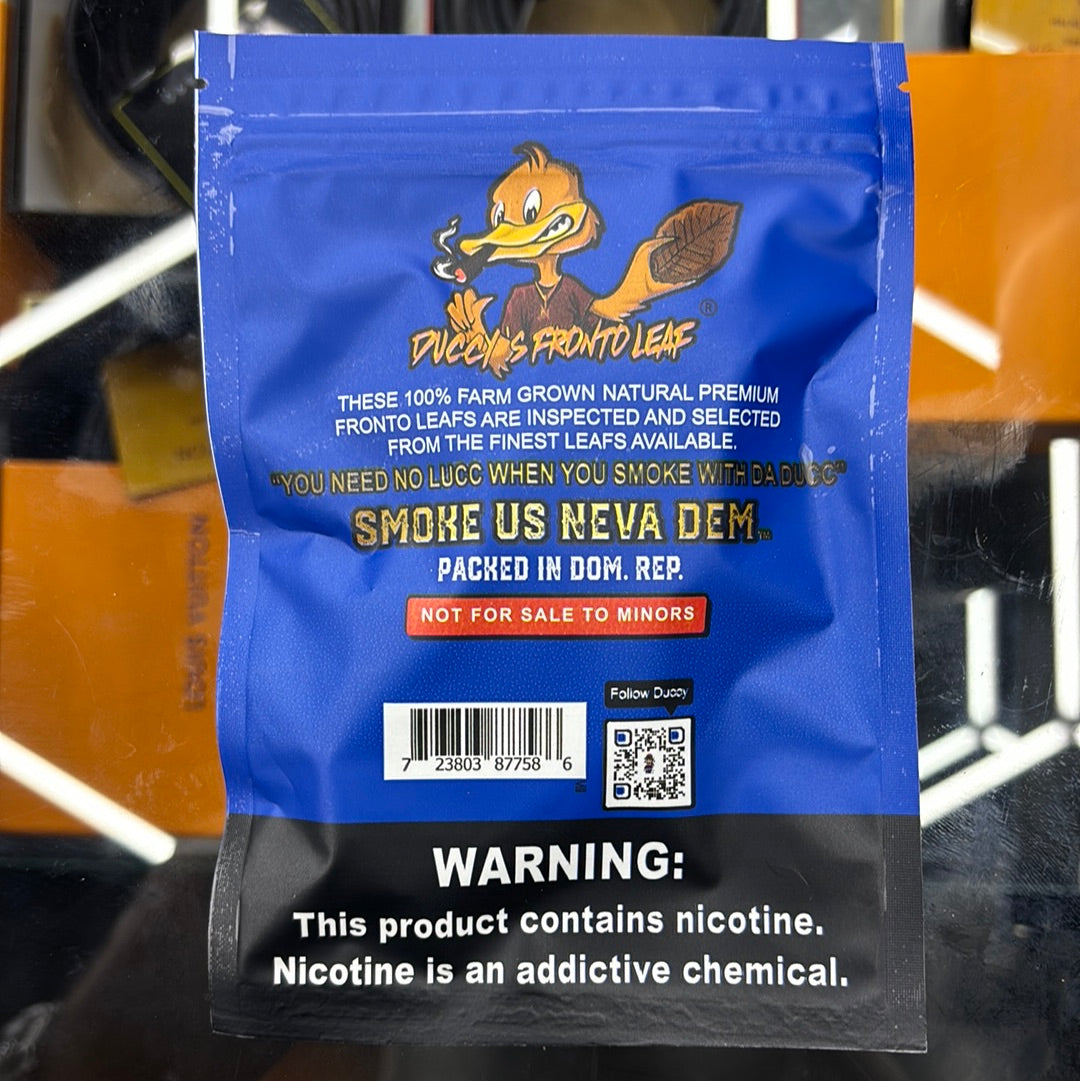 DUCCY'S FRONTO LEAF
®
THESE 100% FARM GROWN NATURAL PREMIUM
FRONTO LEAFS ARE INSPECTED AND SELECTED
FROM THE FINEST LEAFS AVAILABLE.
"YOU NEED NO LUCC WHEN YOU SMOKE WITH DA DUCC"
SMOKE US NEVA DEM™
PACKED IN DOM. REP.
NOT FOR SALE TO MINORS
Follow Duccy
7 23803 87758 6
WARNING:
This product contains nicotine.
Nicotine is an addictive chemical.
LOUIS VUITTON